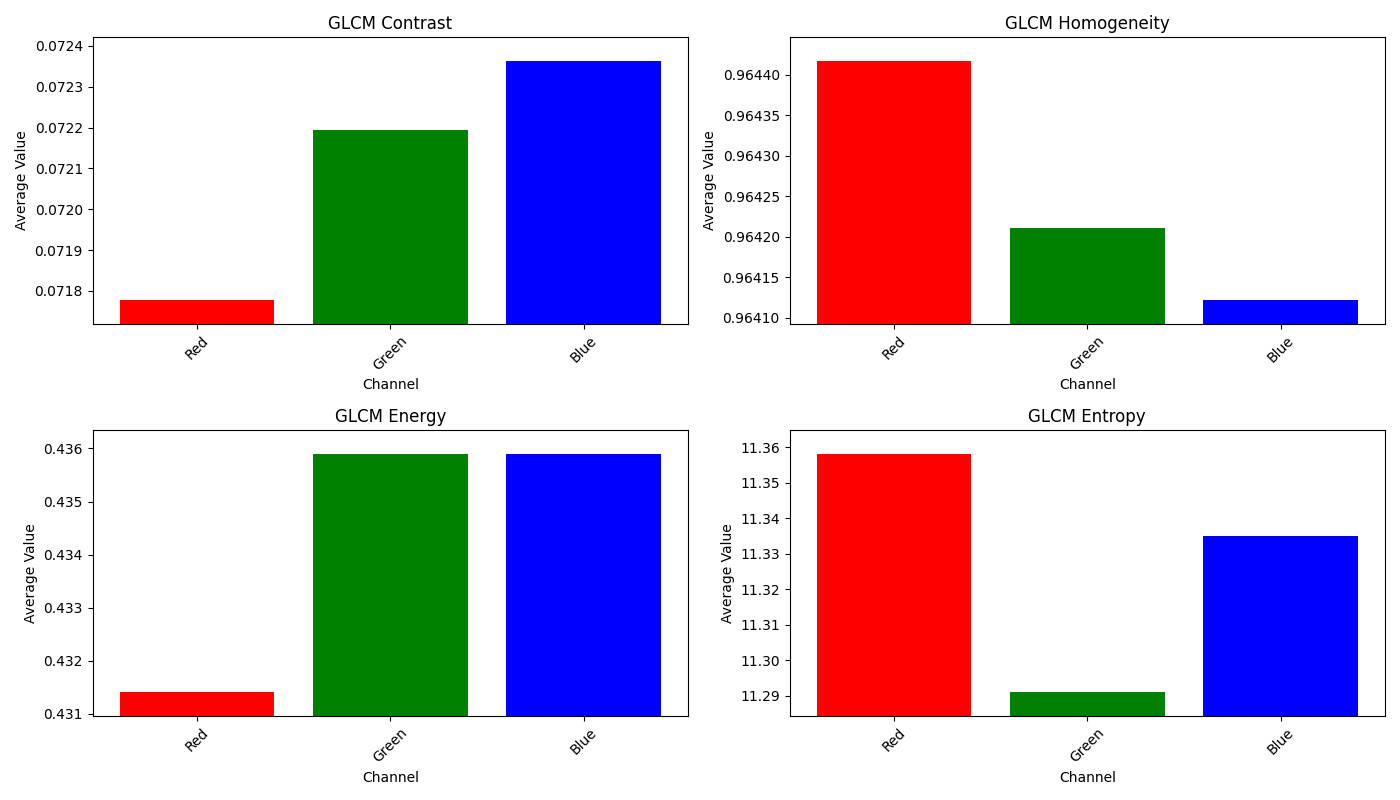 GLCM Contrast
Average Value
0.0724
0.0723
0.0722
0.0721
0.0720
0.0719
0.0718
Red
Green
Blue
Channel
GLCM Homogeneity
Average Value
0.96440
0.96435
0.96430
0.96425
0.96420
0.96415
0.96410
Red
Green
Blue
Channel
GLCM Energy
Average Value
0.436
0.435
0.434
0.433
0.432
0.431
Red
Green
Blue
Channel
GLCM Entropy
Average Value
11.36
11.35
11.34
11.33
11.32
11.31
11.30
11.29
Red
Green
Blue
Channel